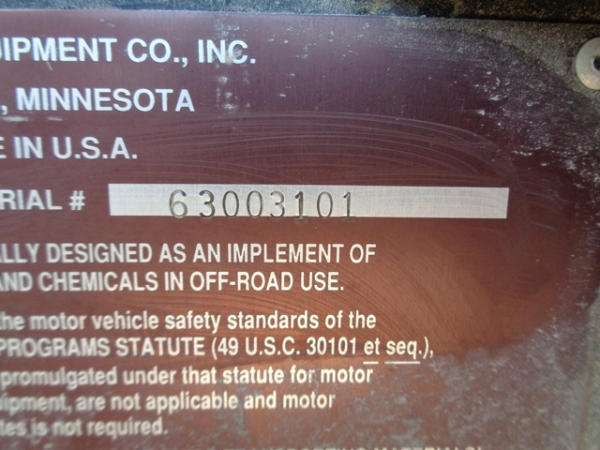 UIPMENT CO., INC.
, MINNESOTA
E IN U.S.A.
RIAL # 63003101
ALLY DESIGNED AS AN IMPLEMENT OF
AND CHEMICALS IN OFF-ROAD USE.
the motor vehicle safety standards of the
PROGRAMS STATUTE (49 U.S.C. 30101 et seq.),
promulgated under that statute for motor
uipment, are not applicable and motor
tes is not required.